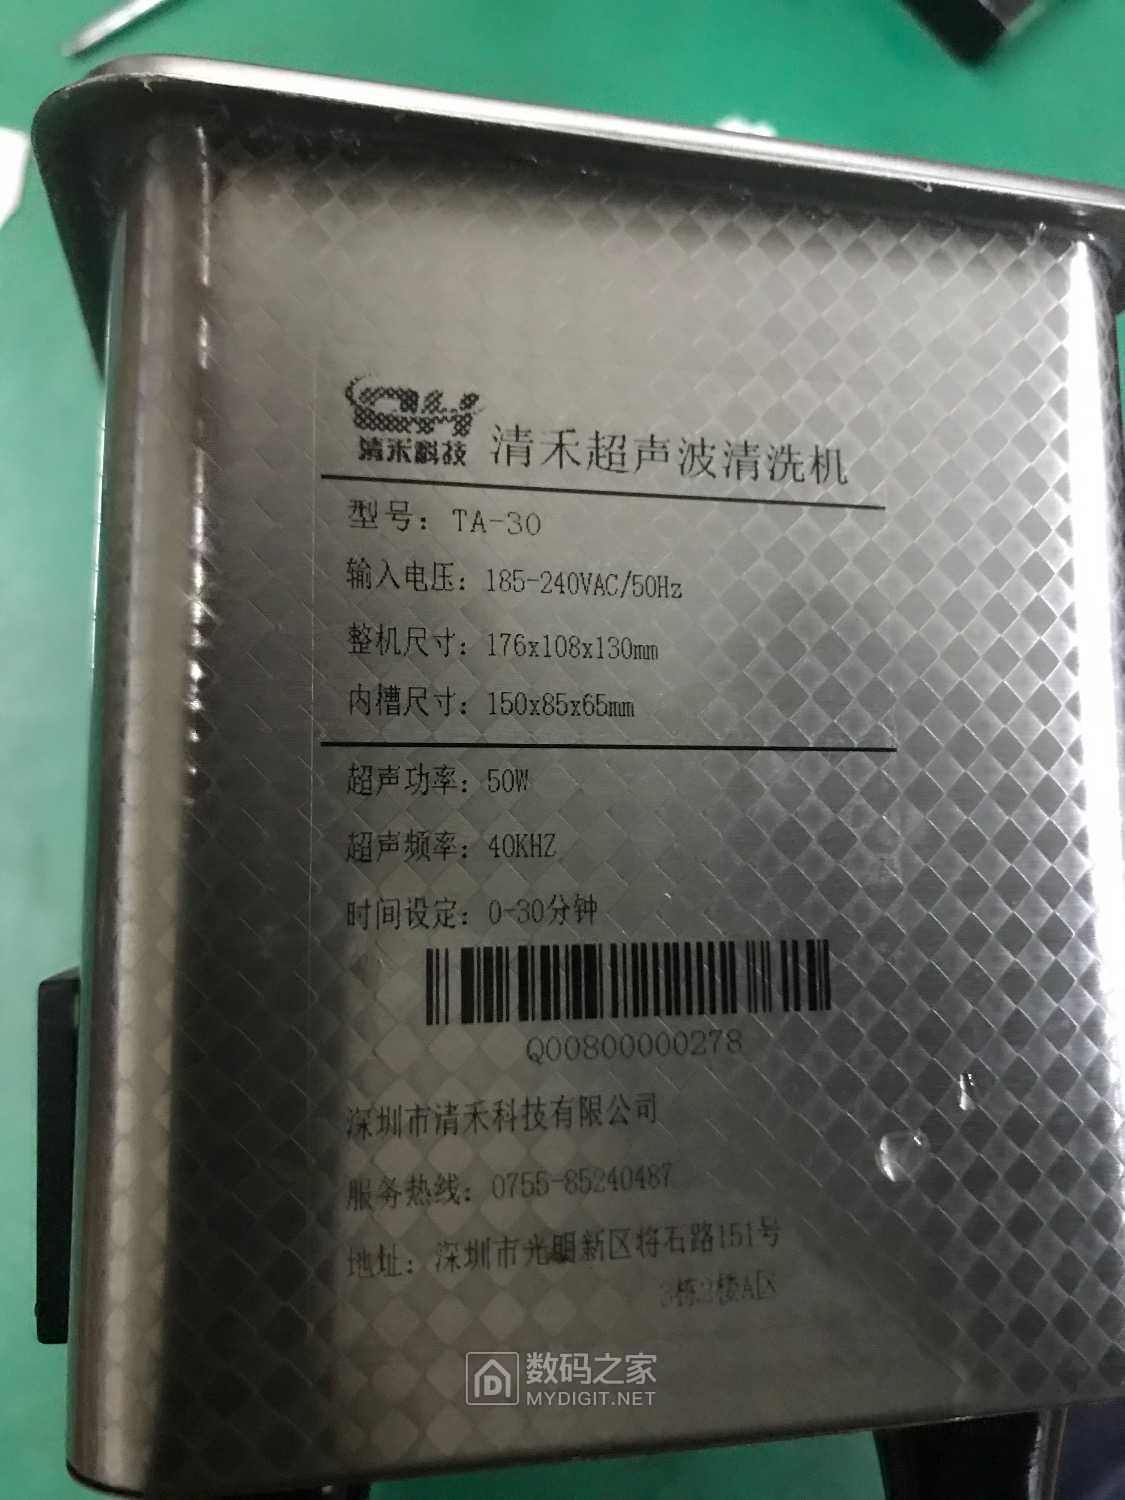 QH
清禾科技 清禾超声波清洗机
型号：TA-30
输入电压：185-240VAC/50Hz
整机尺寸：176x108x130mm
内槽尺寸：150x85x65mm
超声功率：50W
超声频率：40KHZ
时间设定：0-30分钟
Q00800000278
深圳市清禾科技有限公司
服务热线：0755-85240487
地址：深圳市光明新区将石路151号
3栋3楼A区
数码之家
MYDIGIT.NET